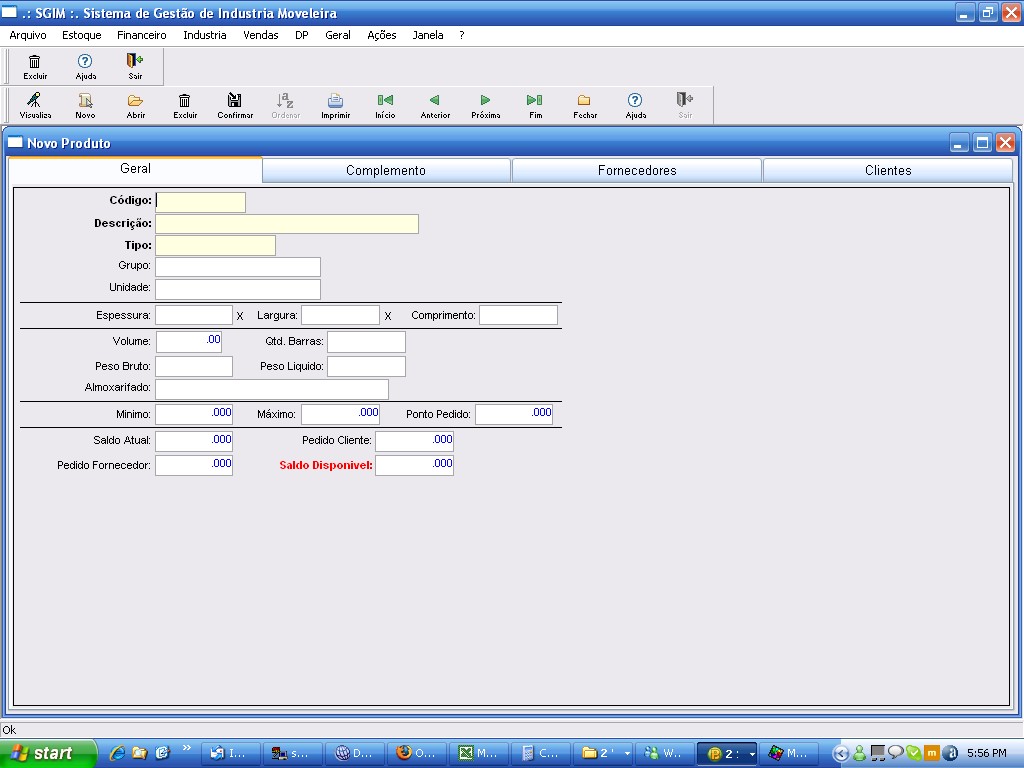 .: SGIM :. Sistema de Gestão de Industria Moveleira
Arquivo Estoque Financeiro Industria Vendas DP Geral Ações Janela ?
Excluir Ajuda Sair
Visualiza Novo Abrir Excluir Confirmar Ordenar Imprimir Início Anterior Próxima Fim Fechar Ajuda Sair
Novo Produto
Geral Complemento Fornecedores Clientes
Código:
Descrição:
Tipo:
Grupo:
Unidade:
Espessura: X Largura: X Comprimento:
Volume: .00 Qtd. Barras:
Peso Bruto: Peso Liquido:
Almoxarifado:
Minimo: .000 Máximo: .000 Ponto Pedido: .000
Saldo Atual: .000 Pedido Cliente: .000
Pedido Fornecedor: .000 Saldo Disponivel: .000
Ok
start I... s... D... O... M... C... 2 ' W... 2 : M... 5:56 PM